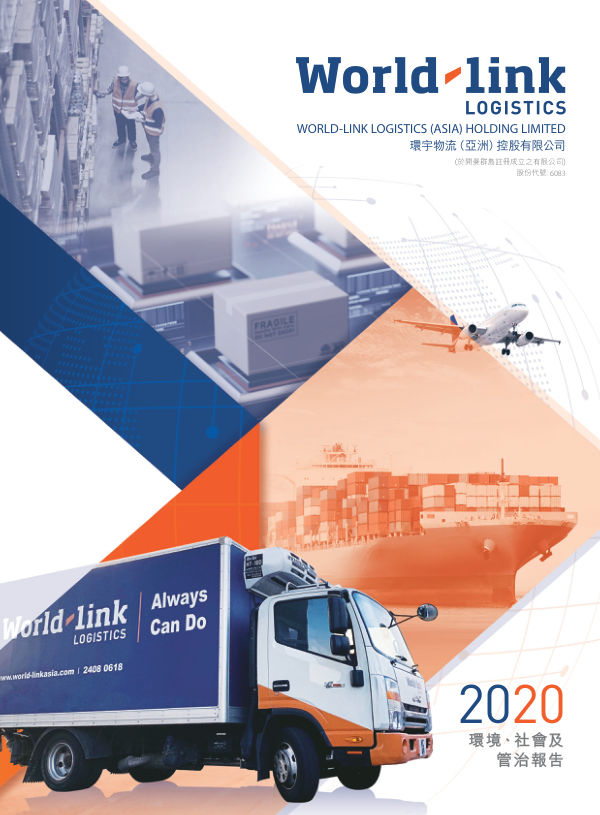 World-link
LOGISTICS
WORLD-LINK LOGISTICS (ASIA) HOLDING LIMITED
環宇物流（亞洲）控股有限公司
(於開曼群島註冊成立之有限公司)
股份代號: 6083
FRAGILE
World-link
LOGISTICS
Always
Can Do
www.world-linkasia.com | 2408 0618
2020
環境、社會及
管治報告